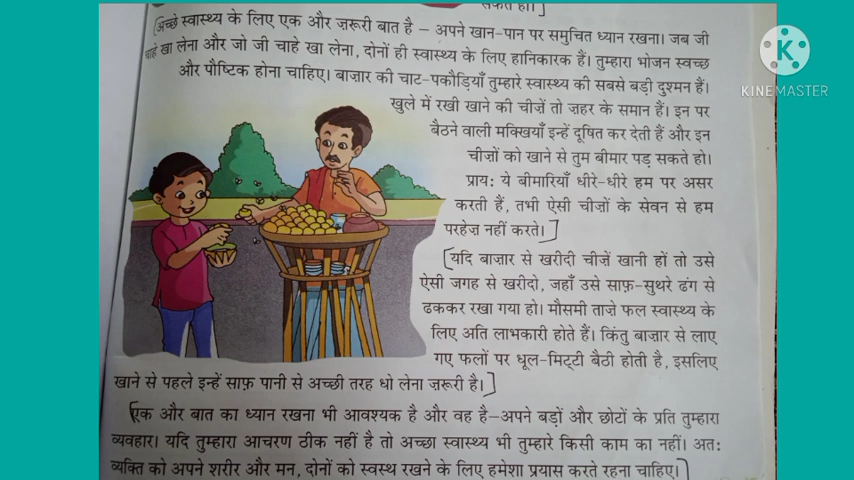 सकते हो।]
[अच्छे स्वास्थ्य के लिए एक और ज़रूरी बात है – अपने खान-पान पर समुचित ध्यान रखना। जब जी
चाहे खा लेना और जो जी चाहे खा लेना, दोनों ही स्वास्थ्य के लिए हानिकारक हैं। तुम्हारा भोजन स्वच्छ
और पौष्टिक होना चाहिए। बाज़ार की चाट-पकौड़ियाँ तुम्हारे स्वास्थ्य की सबसे बड़ी दुश्मन हैं।
खुले में रखी खाने की चीज़ें तो ज़हर के समान हैं। इन पर
बैठने वाली मक्खियाँ इन्हें दूषित कर देती हैं और इन
चीज़ों को खाने से तुम बीमार पड़ सकते हो।
प्राय: ये बीमारियाँ धीरे-धीरे हम पर असर
करती हैं, तभी ऐसी चीज़ों के सेवन से हम
परहेज़ नहीं करते।]
[यदि बाज़ार से खरीदी चीज़ें खानी हों तो उसे
ऐसी जगह से खरीदो, जहाँ उसे साफ़-सुथरे ढंग से
ढककर रखा गया हो। मौसमी ताज़े फल स्वास्थ्य के
लिए अति लाभकारी होते हैं। किंतु बाज़ार से लाए
गए फलों पर धूल-मिट्टी बैठी होती है, इसलिए
खाने से पहले इन्हें साफ़ पानी से अच्छी तरह धो लेना ज़रूरी है।]
[एक और बात का ध्यान रखना भी आवश्यक है और वह है–अपने बड़ों और छोटों के प्रति तुम्हारा
व्यवहार। यदि तुम्हारा आचरण ठीक नहीं है तो अच्छा स्वास्थ्य भी तुम्हारे किसी काम का नहीं। अत:
व्यक्ति को अपने शरीर और मन, दोनों को स्वस्थ रखने के लिए हमेशा प्रयास करते रहना चाहिए।]
K
KINEMASTER